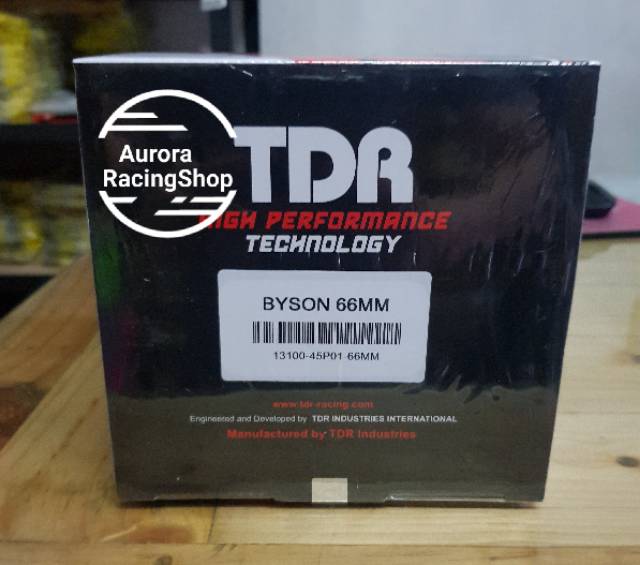 Aurora
RacingShop
TDR
HIGH PERFORMANCE
TECHNOLOGY
BYSON 66MM
13100-45P01-66MM
www.tdr-racing.com
Engineered and Developed by TDR INDUSTRIES INTERNATIONAL
Manufactured by TDR Industries